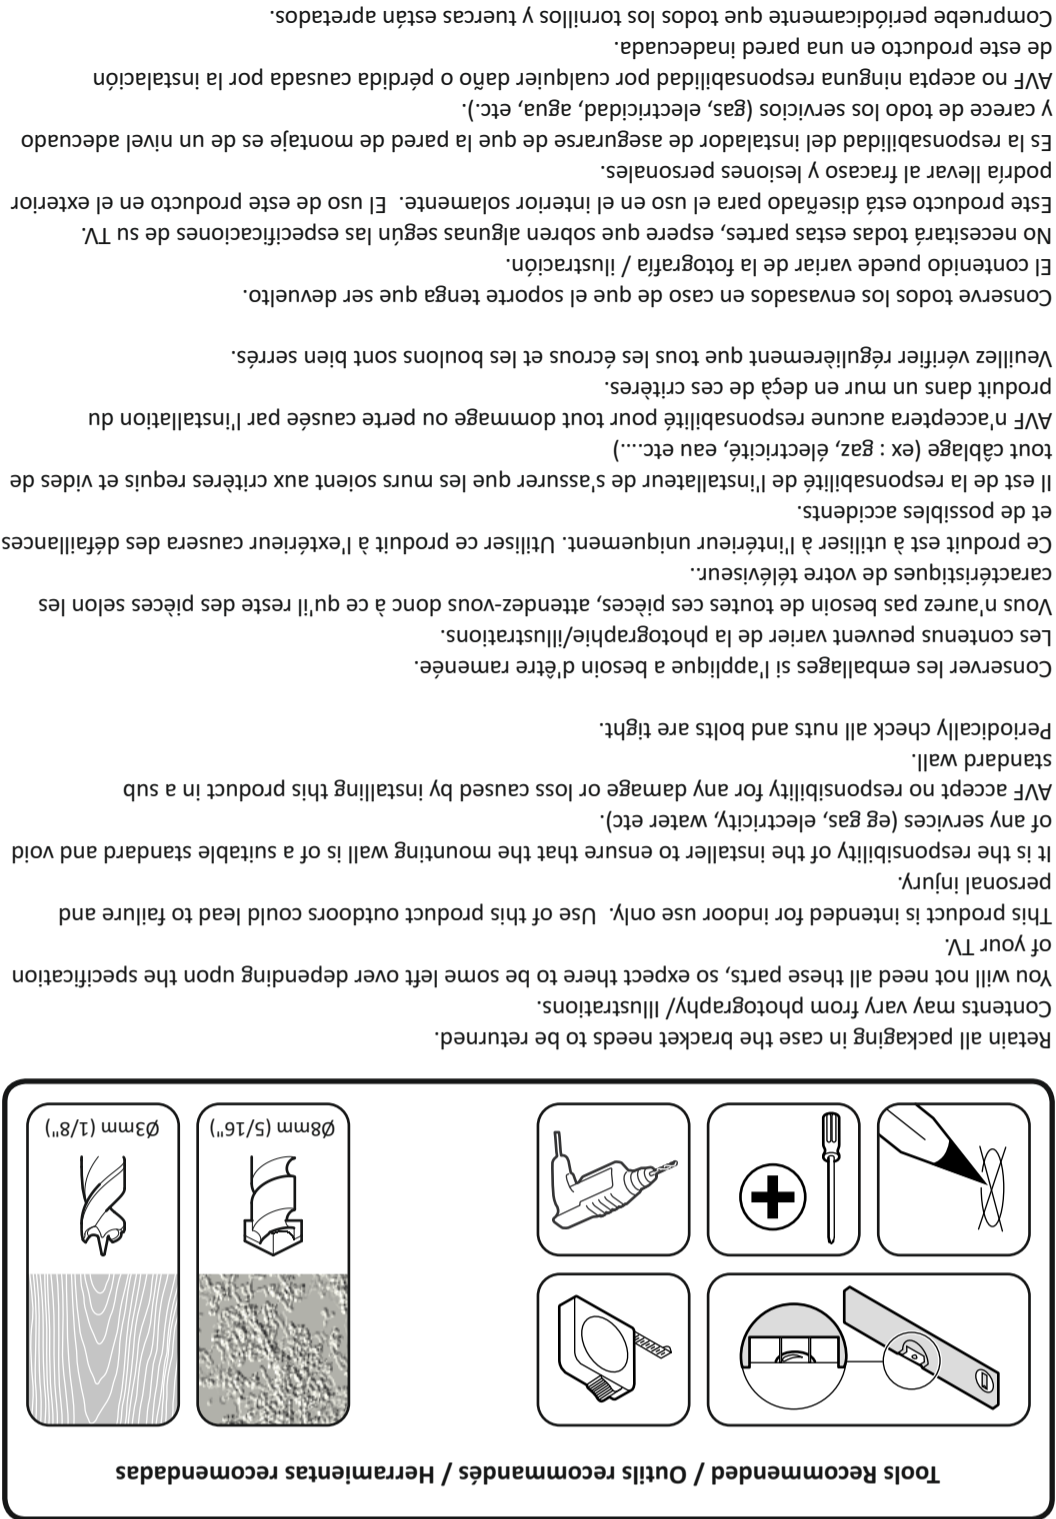 Tools Recommended / Outils recommandés / Herramientas recomendadas
Ø8mm (5/16")
Ø3mm (1/8")
Retain all packaging in case the bracket needs to be returned.
Contents may vary from photography/ Illustrations.
You will not need all these parts, so expect there to be some left over depending upon the specification
of your TV.
This product is intended for indoor use only.  Use of this product outdoors could lead to failure and
personal injury.
It is the responsibility of the installer to ensure that the mounting wall is of a suitable standard and void
of any services (eg gas, electricity, water etc).
AVF accept no responsibility for any damage or loss caused by installing this product in a sub
standard wall.
Periodically check all nuts and bolts are tight.
Conserver les emballages si l'applique a besoin d'être ramenée.
Les contenus peuvent varier de la photographie/illustrations.
Vous n'aurez pas besoin de toutes ces pièces, attendez-vous donc à ce qu'il reste des pièces selon les
caractéristiques de votre téléviseur..
Ce produit est à utiliser à l'intérieur uniquement. Utiliser ce produit à l'extérieur causera des défaillances
et de possibles accidents.
Il est de la responsabilité de l'installateur de s'assurer que les murs soient aux critères requis et vides de
tout câblage (ex : gaz, électricité, eau etc....)
AVF n'acceptera aucune responsabilité pour tout dommage ou perte causée par l'installation du
produit dans un mur en deçà de ces critères.
Veuillez vérifier régulièrement que tous les écrous et les boulons sont bien serrés.
Conserve todos los envasados en caso de que el soporte tenga que ser devuelto.
El contenido puede variar de la fotografía / ilustración.
No necesitará todas estas partes, espere que sobren algunas según las especificaciones de su TV.
Este producto está diseñado para el uso en el interior solamente.  El uso de este producto en el exterior
podría llevar al fracaso y lesiones personales.
Es la responsabilidad del instalador de asegurarse de que la pared de montaje es de un nivel adecuado
y carece de todo los servicios (gas, electricidad, agua, etc.).
AVF no acepta ninguna responsabilidad por cualquier daño o pérdida causada por la instalación
de este producto en una pared inadecuada.
Compruebe periódicamente que todos los tornillos y tuercas están apretados.